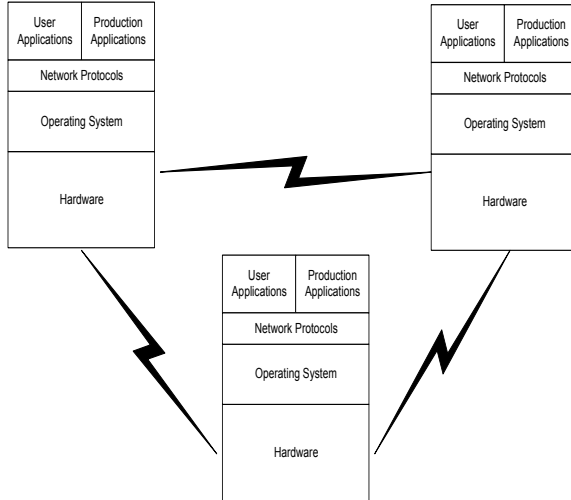 User
Applications
Production
Applications
Network Protocols
Operating System
Hardware
User
Applications
Production
Applications
Network Protocols
Operating System
Hardware
User
Applications
Production
Applications
Network Protocols
Operating System
Hardware